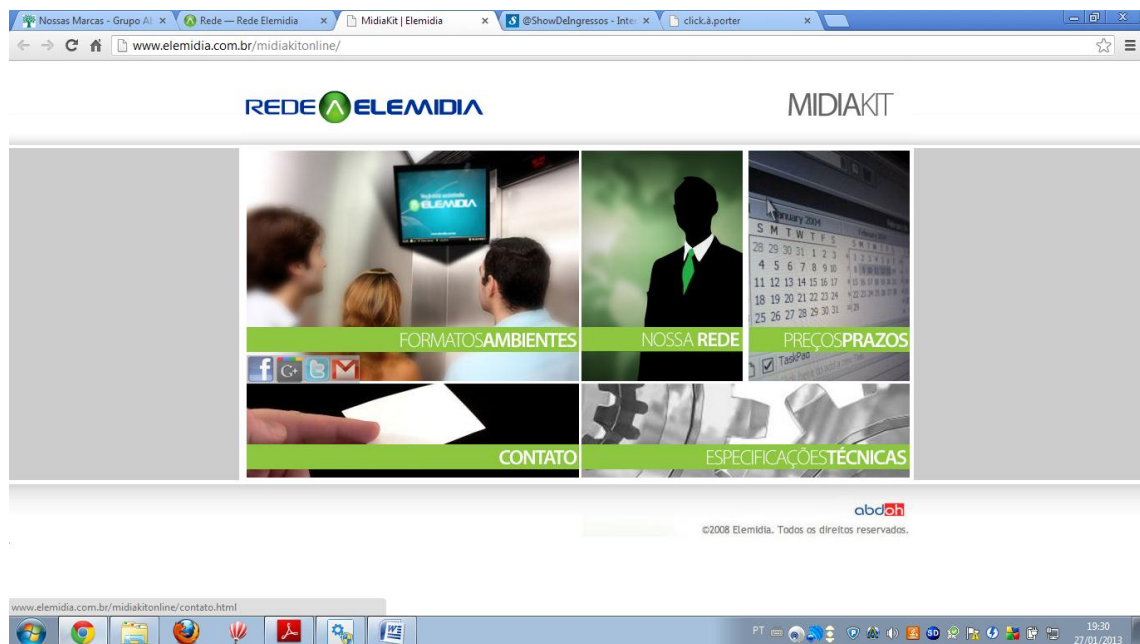 Nossas Marcas - Grupo Al
Rede — Rede Elemidia
MidiaKit | Elemidia
@ShowDeIngressos - Inte
click.à.porter
www.elemidia.com.br/midiakitonline/
REDE ELEMIDIA
MIDIAKIT
ELEMIDIA
January 2004
S M T W T F S
28 29 30 31 1 2 3
4 5 6 7 8 9 10
11 12 13 14 15 16 17
18 19 20 21 22 23 24
25 26 27 28 29 30 31
FORMATOSAMBIENTES
NOSSA REDE
PREÇOSPRAZOS
TaskPad
CONTATO
ESPECIFICAÇÕESTÉCNICAS
abdoh
©2008 Elemidia. Todos os direitos reservados.
www.elemidia.com.br/midiakitonline/contato.html
PT
19:30
27/01/2013